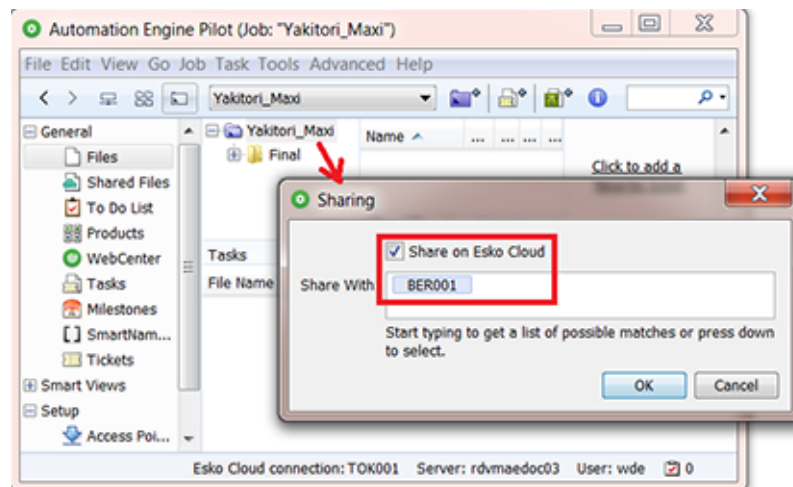 Automation Engine Pilot (Job: "Yakitori_Maxi")
File Edit View Go Job Task Tools Advanced Help
Yakitori_Maxi
General
Files
Shared Files
To Do List
Products
WebCenter
Tasks
Milestones
[ ] SmartNam...
Tickets
Smart Views
Setup
Access Poi...
Yakitori_Maxi
Final
Name ... ... ... ...
Click to add a
Tasks
File Name
Sharing
Share on Esko Cloud
Share With BER001
Start typing to get a list of possible matches or press down
to select.
OK Cancel
Esko Cloud connection: TOK001 Server: rdvmaedoc03 User: wde 0